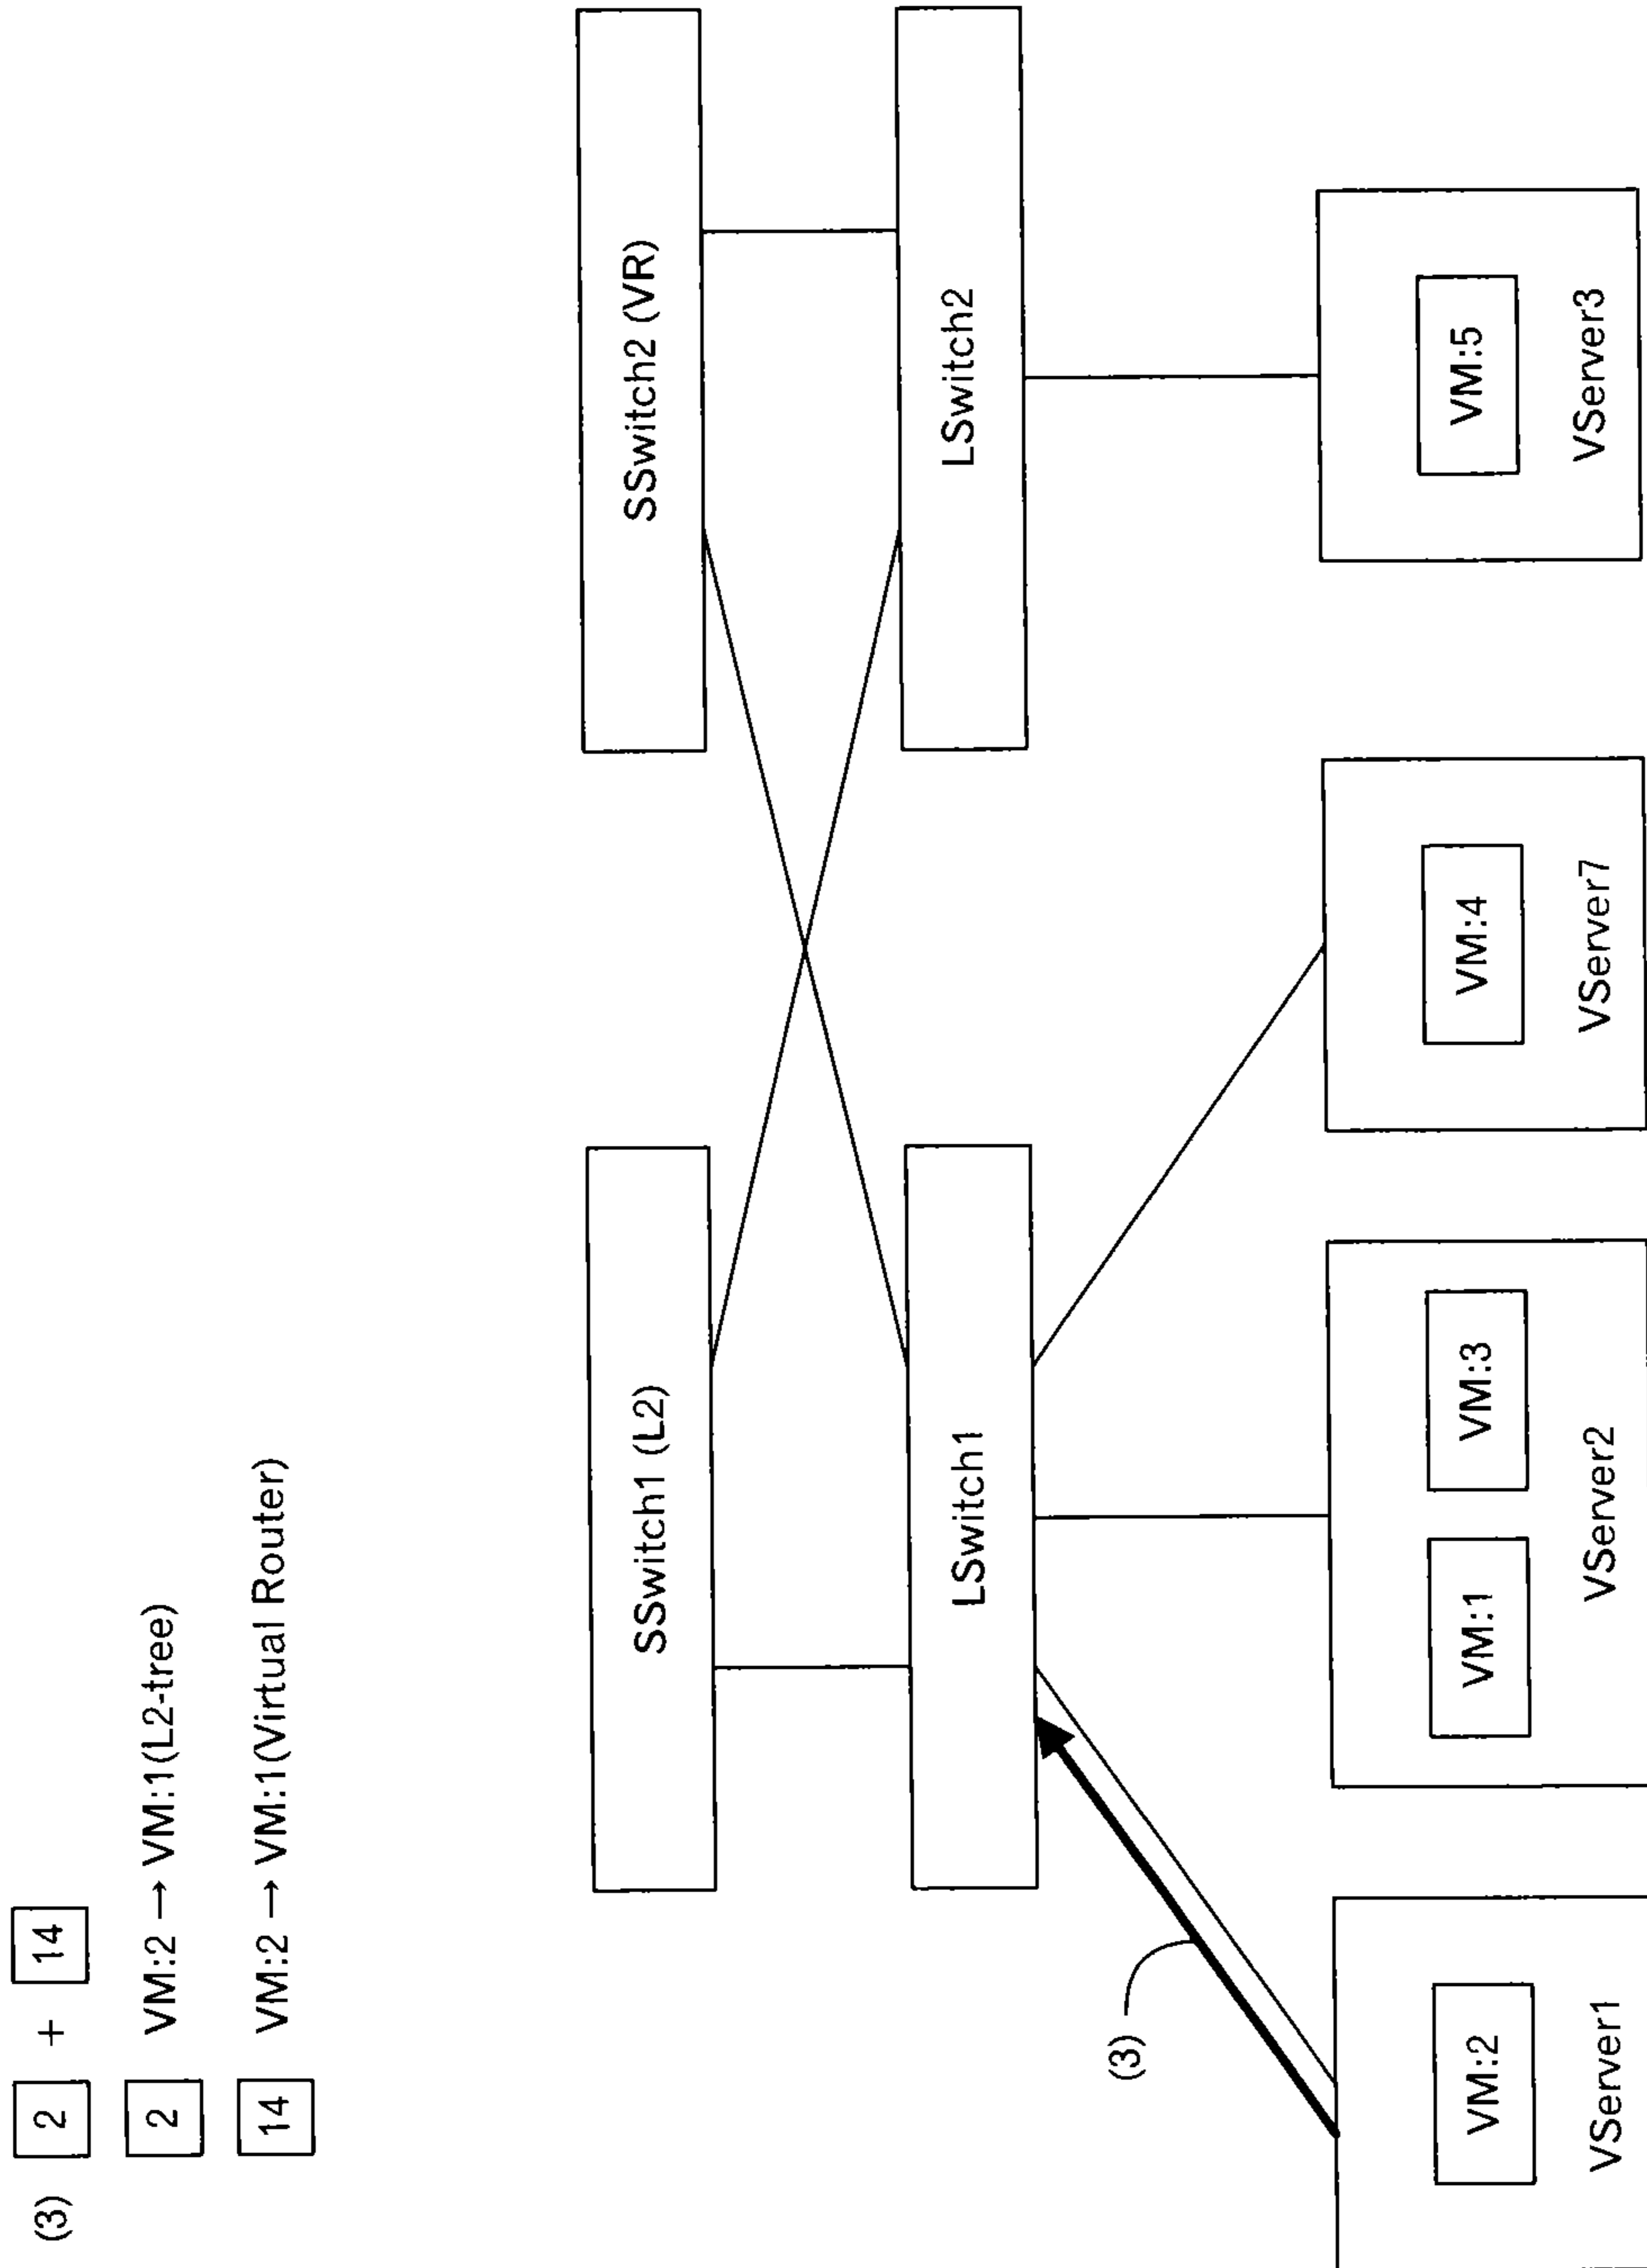 (3) 2 + 14
2 VM:2 → VM:1(L2-tree)
14 VM:2 → VM:1(Virtual Router)
SSwitch1 (L2)
SSwitch2 (VR)
LSwitch1
LSwitch2
(3)
VM:2
VM:1
VM:3
VM:4
VM:5
VServer1
VServer2
VServer7
VServer3